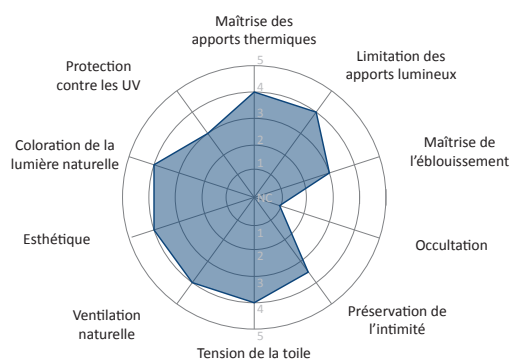 Maîtrise des
apports thermiques
Limitation des
apports lumineux
Maîtrise de
l'éblouissement
Occultation
Préservation de
l'intimité
Tension de la toile
Ventilation
naturelle
Esthétique
Coloration de la
lumière naturelle
Protection
contre les UV
5
4
3
2
1
NC
1
2
3
4
5